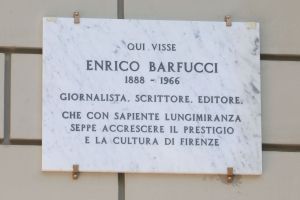 QUI VISSE
ENRICO BARFUCCI
1888 - 1966
GIORNALISTA, SCRITTORE, EDITORE,
CHE CON SAPIENTE LUNGIMIRANZA
SEPPE ACCRESCERE IL PRESTIGIO
E LA CULTURA DI FIRENZE